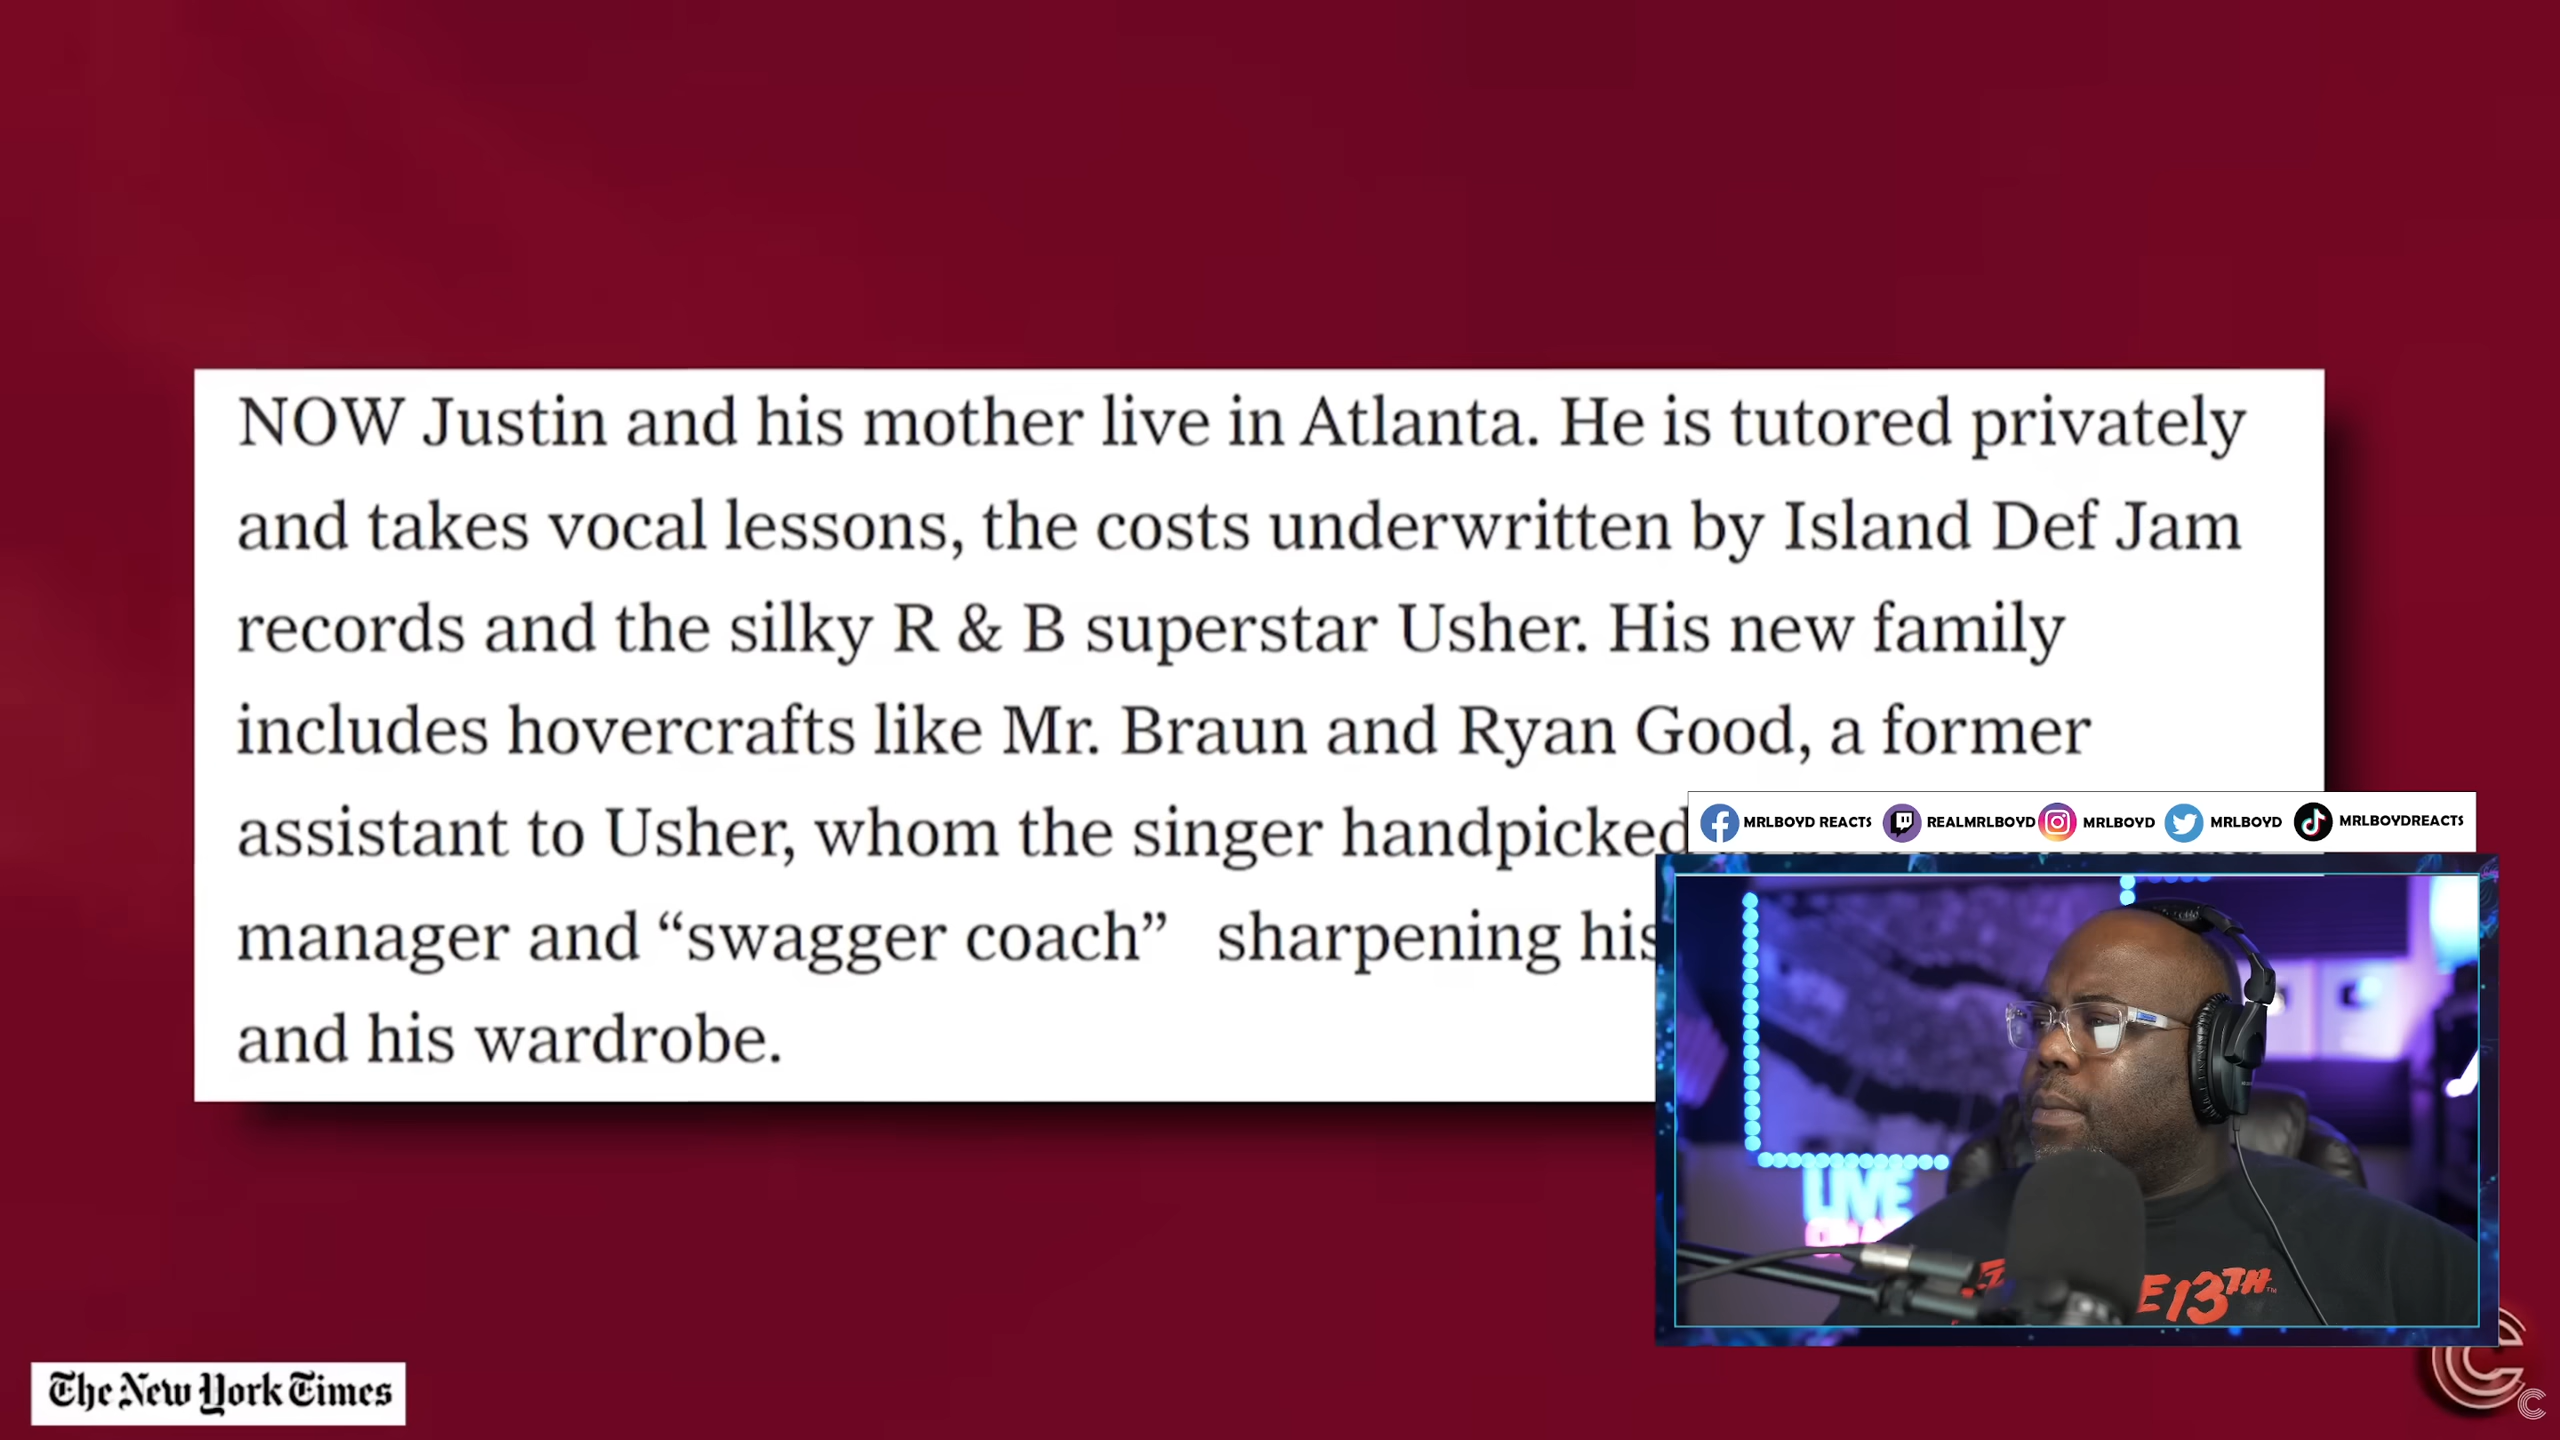 NOW Justin and his mother live in Atlanta. He is tutored privately
and takes vocal lessons, the costs underwritten by Island Def Jam
records and the silky R & B superstar Usher. His new family
includes hovercrafts like Mr. Braun and Ryan Good, a former
assistant to Usher, whom the singer handpicked
manager and “swagger coach” sharpening his
and his wardrobe.
MRLBOYD REACTS REALMRLBOYD MRLBOYD MRLBOYD MRLBOYDREACTS
LIVE
E 13TH
The New York Times